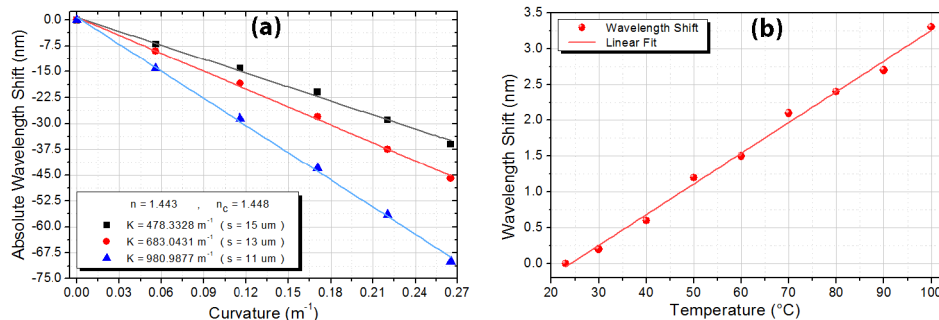 (a)
Absolute Wavelength Shift (nm)
0.0
-7.5
-15.0
-22.5
-30.0
-37.5
-45.0
-52.5
-60.0
-67.5
-75.0
n = 1.443 , n_c = 1.448
K = 478.3328 m⁻¹ ( s = 15 um)
K = 683.0431 m⁻¹ ( s = 13 um)
K = 980.9877 m⁻¹ ( s = 11 um)
0.00 0.03 0.06 0.09 0.12 0.15 0.18 0.21 0.24 0.27
Curvature (m⁻¹)
(b)
Wavelength Shift
Linear Fit
Wavelength Shift (nm)
3.5
3.0
2.5
2.0
1.5
1.0
0.5
0.0
20 30 40 50 60 70 80 90 100
Temperature (°C)